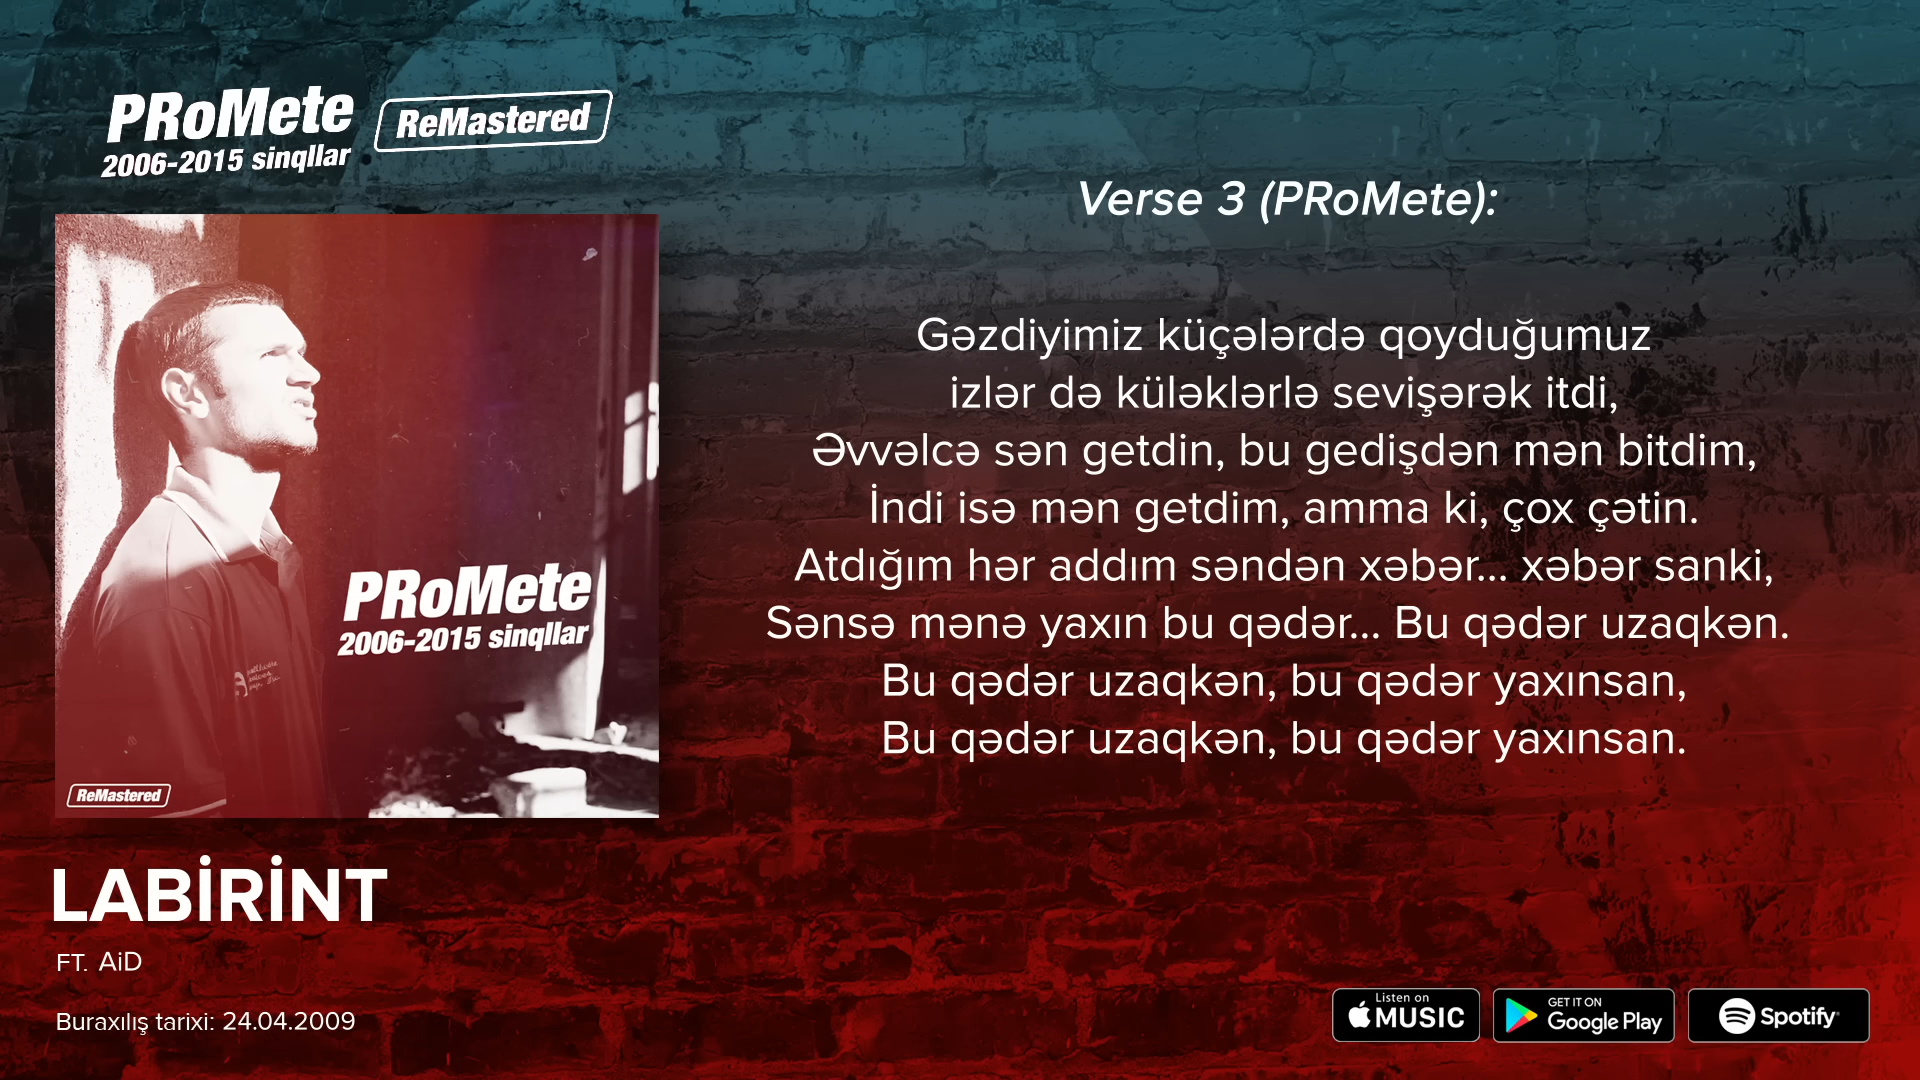 PRoMete
2006-2015 sinqllar
ReMastered
PRoMete
2006-2015 sinqllar
ReMastered
LABİRİNT
FT. AiD
Buraxılış tarixi: 24.04.2009
Verse 3 (PRoMete):
Gəzdiyimiz küçələrdə qoyduğumuz
izlər də küləklərlə sevişərək itdi,
Əvvəlcə sən getdin, bu gedişdən mən bitdim,
İndi isə mən getdim, amma ki, çox çətin.
Atdığım hər addım səndən xəbər... xəbər sanki,
Sənsə mənə yaxın bu qədər... Bu qədər uzaqkən.
Bu qədər uzaqkən, bu qədər yaxınsan,
Bu qədər uzaqkən, bu qədər yaxınsan.
Listen on
MUSIC
GET IT ON
Google Play
Spotify